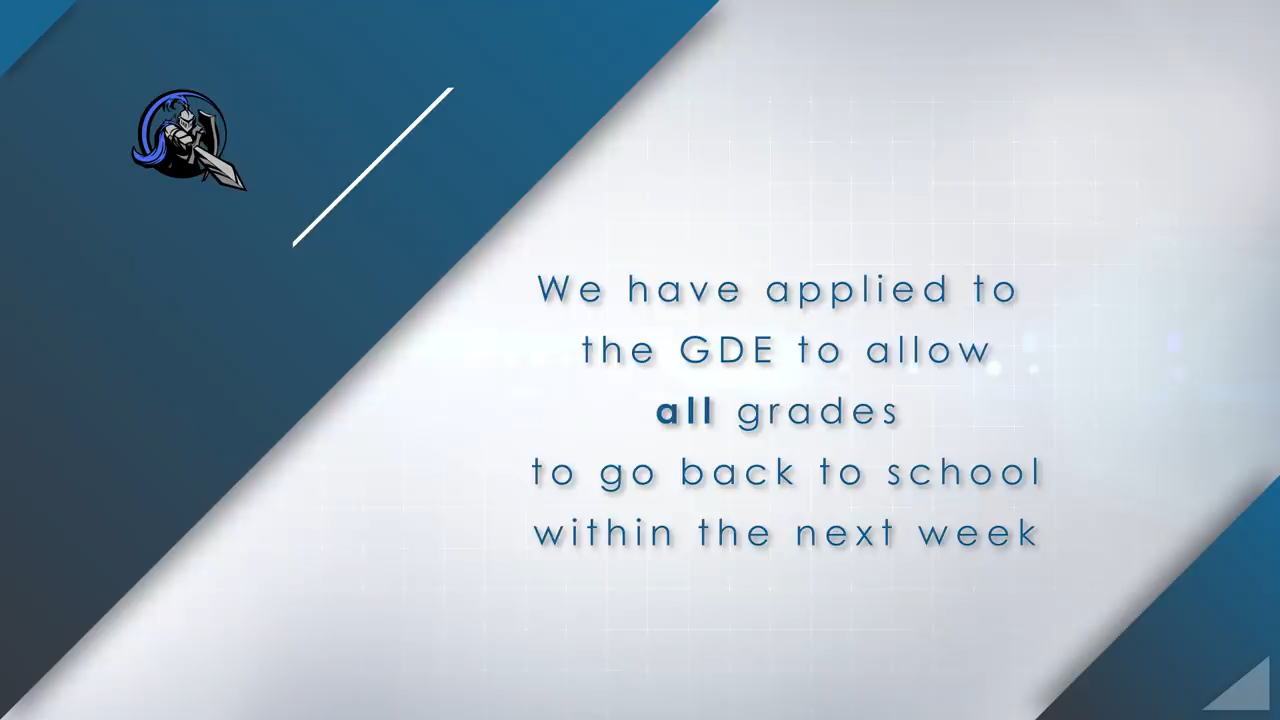 We have applied to
the GDE to allow
all grades
to go back to school
within the next week